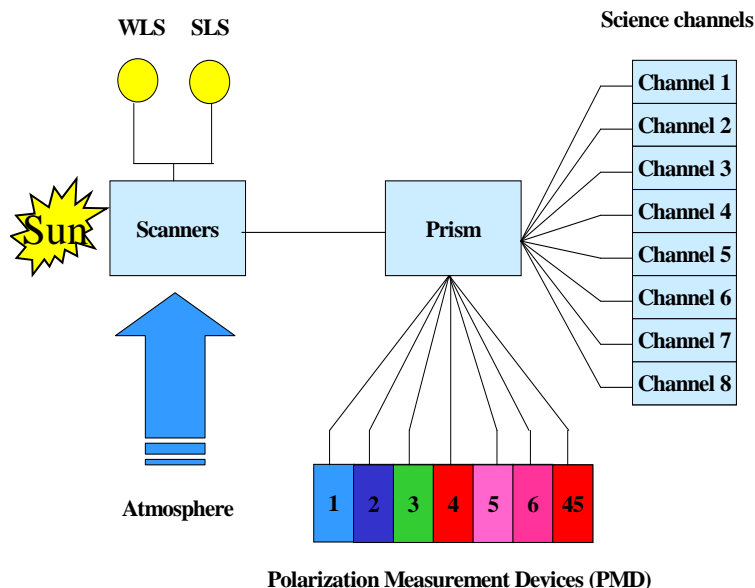 Science channels
WLS SLS
Channel 1
Channel 2
Channel 3
Channel 4
Channel 5
Channel 6
Channel 7
Channel 8
Sun
Scanners
Prism
1 2 3 4 5 6 45
Atmosphere
Polarization Measurement Devices (PMD)